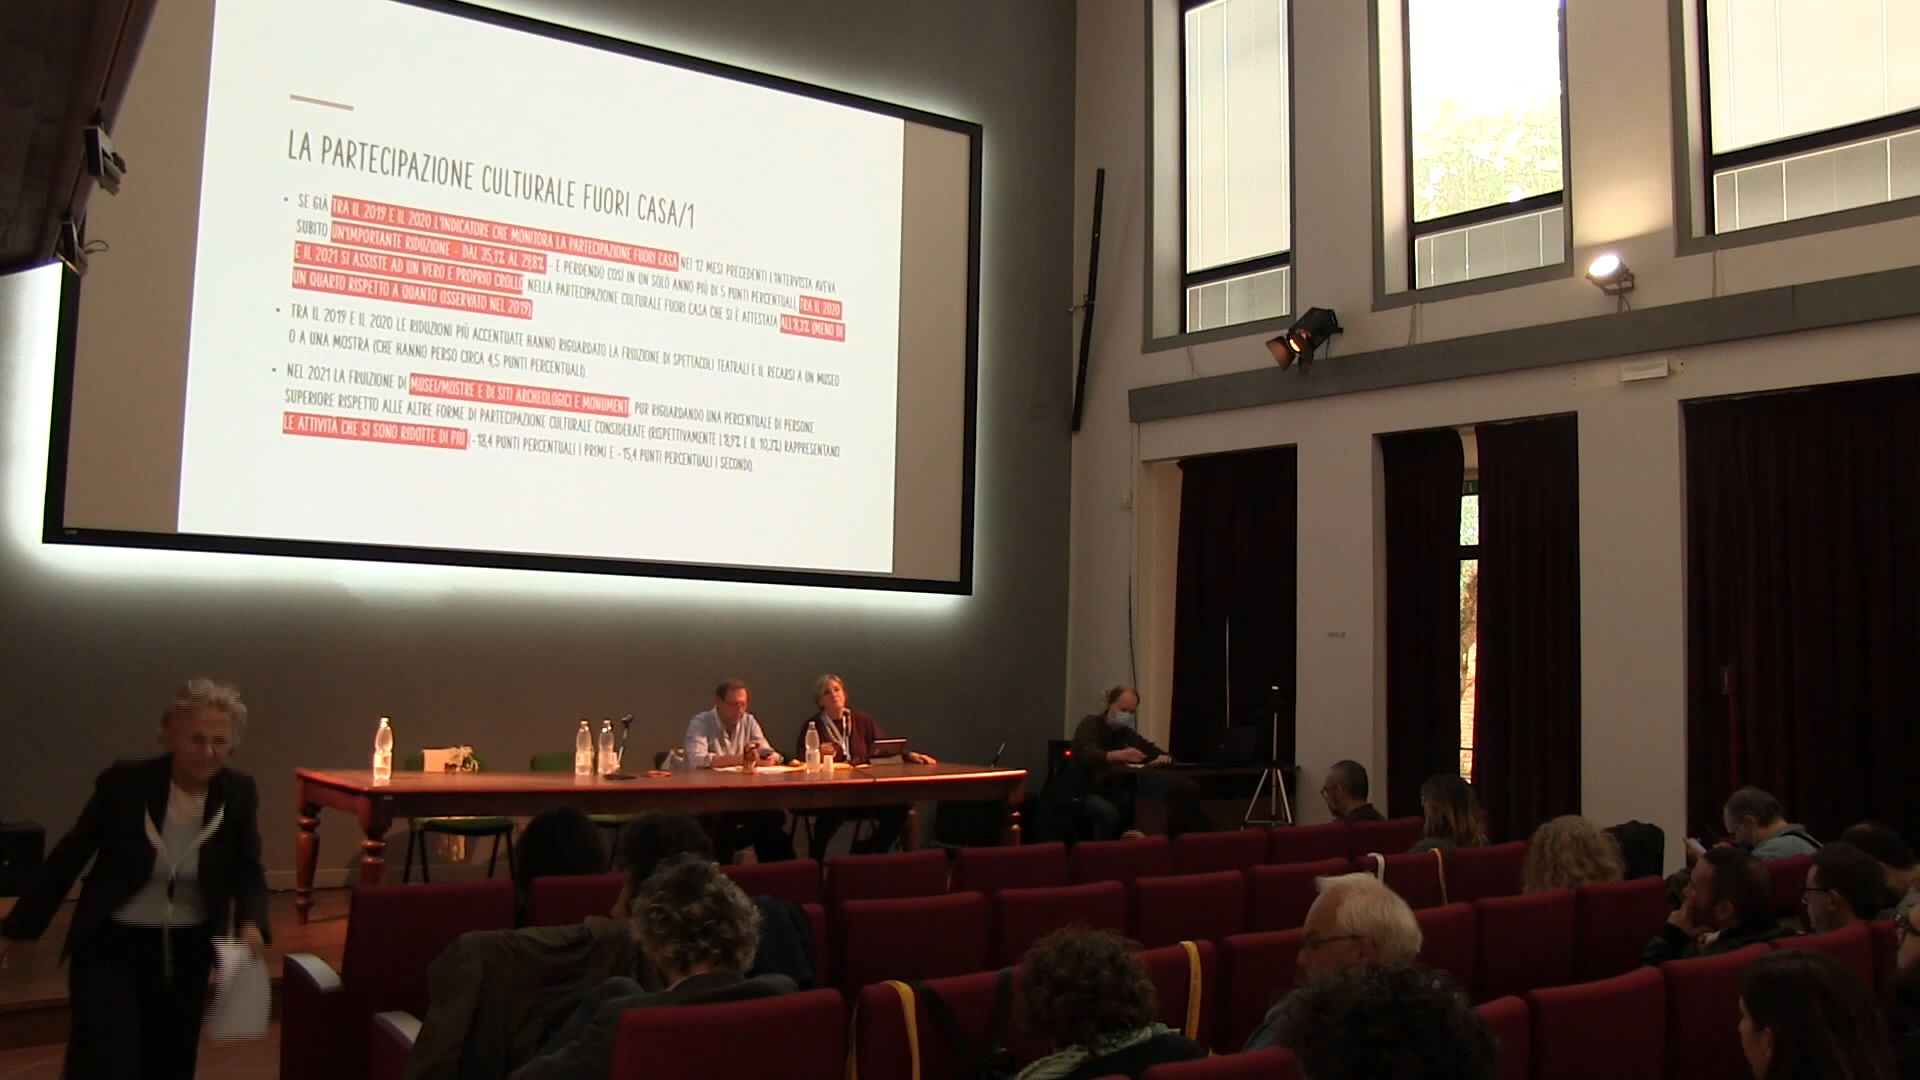 LA PARTECIPAZIONE CULTURALE FUORI CASA/1
• SE GIÀ TRA IL 2019 E IL 2020 L'INDICATORE CHE MONITORA LA PARTECIPAZIONE FUORI CASA NEI 12 MESI PRECEDENTI L'INTERVISTA AVEVA
SUBITO UN'IMPORTANTE RIDUZIONE – DAL 35,1% AL 29,8% – E PERDENDO COSÌ IN UN SOLO ANNO PIÙ DI 5 PUNTI PERCENTUALI, TRA IL 2020
E IL 2021 SI ASSISTE AD UN VERO E PROPRIO CROLLO NELLA PARTECIPAZIONE CULTURALE FUORI CASA CHE SI È ATTESTATA ALL'8,3% (MENO DI
UN QUARTO RISPETTO A QUANTO OSSERVATO NEL 2019)
• TRA IL 2019 E IL 2020 LE RIDUZIONI PIÙ ACCENTUATE HANNO RIGUARDATO LA FRUIZIONE DI SPETTACOLI TEATRALI E IL RECARSI A UN MUSEO
O A UNA MOSTRA (CHE HANNO PERSO CIRCA 4,5 PUNTI PERCENTUALI).
• NEL 2021 LA FRUIZIONE DI MUSEI/MOSTRE E DI SITI ARCHEOLOGICI E MONUMENTI, PUR RIGUARDANDO UNA PERCENTUALE DI PERSONE
SUPERIORE RISPETTO ALLE ALTRE FORME DI PARTECIPAZIONE CULTURALE CONSIDERATE (RISPETTIVAMENTE L'8,9% E IL 10,3%) RAPPRESENTANO
LE ATTIVITÀ CHE SI SONO RIDOTTE DI PIÙ (-18,4 PUNTI PERCENTUALI I PRIMI E -15,4 PUNTI PERCENTUALI I SECONDI).